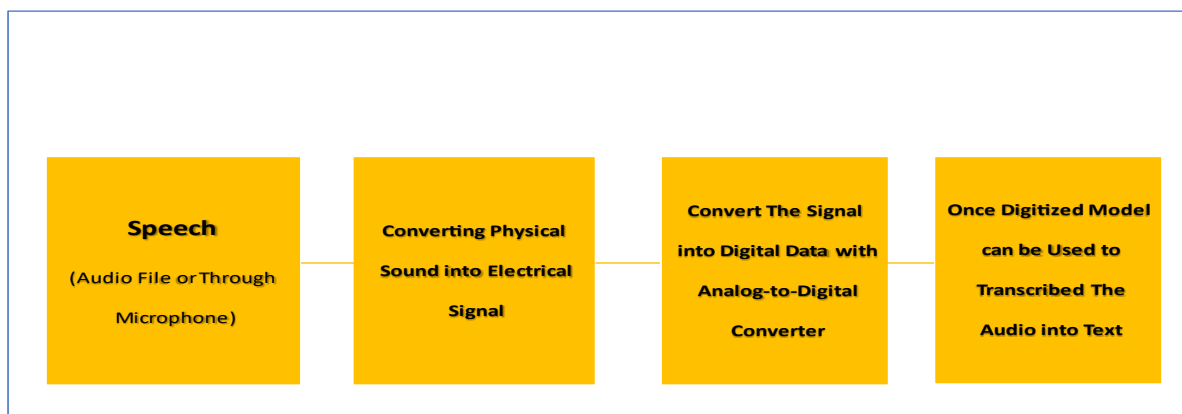 Speech
(Audio File or Through
Microphone)
Converting Physical
Sound into Electrical
Signal
Convert The Signal
into Digital Data with
Analog-to-Digital
Converter
Once Digitized Model
can be Used to
Transcribed The
Audio into Text